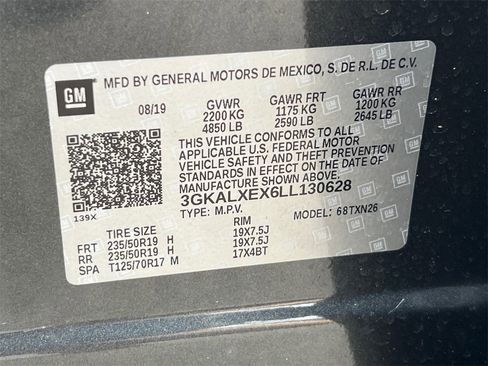 GM
MFD BY GENERAL MOTORS DE MEXICO, S. DE R.L. DE C.V.
08/19 GVWR GAWR FRT GAWR RR
2200 KG 1175 KG 1200 KG
4850 LB 2590 LB 2645 LB
THIS VEHICLE CONFORMS TO ALL
APPLICABLE U.S. FEDERAL MOTOR
VEHICLE SAFETY AND THEFT PREVENTION
STANDARDS IN EFFECT ON THE DATE OF
MANUFACTURE SHOWN ABOVE.
3GKALXEX6LL130628
139X TYPE: M.P.V. MODEL: 68TXN26
TIRE SIZE RIM
FRT 235/50R19 H 19X7.5J
RR 235/50R19 H 19X7.5J
SPA T125/70R17 M 17X4BT